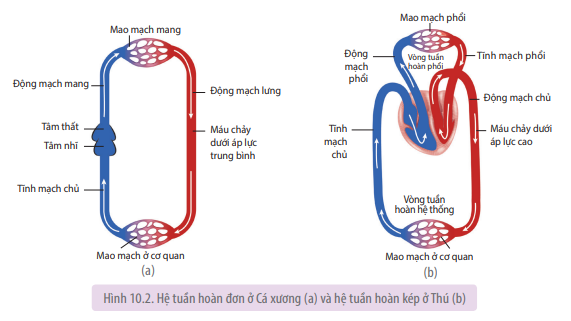 Mao mạch mang
Động mạch mang
Động mạch lưng
Tâm thất
Tâm nhĩ
Máu chảy
dưới áp lực
trung bình
Tĩnh mạch chủ
Mao mạch ở cơ quan
(a)
Mao mạch phổi
Động
mạch
phổi
Vòng tuần
hoàn phổi
Tĩnh mạch phổi
Động mạch chủ
Tĩnh
mạch
chủ
Máu chảy dưới
áp lực cao
Vòng tuần
hoàn hệ thống
Mao mạch ở cơ quan
(b)
Hình 10.2. Hệ tuần hoàn đơn ở Cá xương (a) và hệ tuần hoàn kép ở Thú (b)